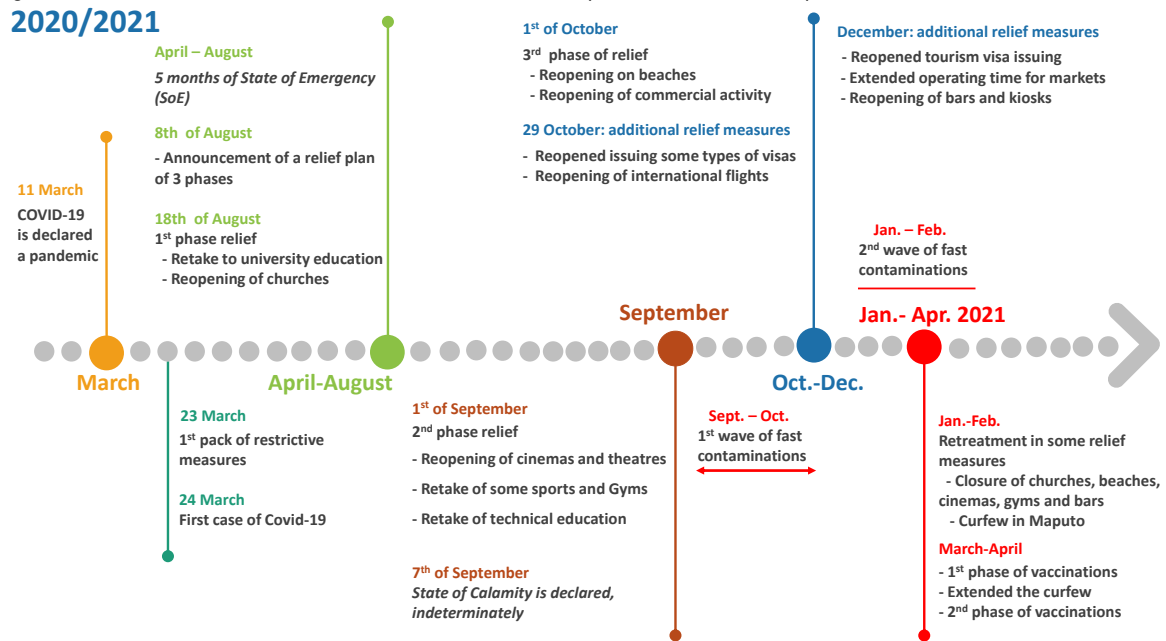 2020/2021
April – August
5 months of State of Emergency
(SoE)
8th of August
- Announcement of a relief plan
of 3 phases
18th of August
1st phase relief
- Retake to university education
- Reopening of churches
11 March
COVID-19
is declared
a pandemic
1st of October
3rd phase of relief
- Reopening on beaches
- Reopening of commercial activity
29 October: additional relief measures
- Reopened issuing some types of visas
- Reopening of international flights
December: additional relief measures
- Reopened tourism visa issuing
- Extended operating time for markets
- Reopening of bars and kiosks
Jan. – Feb.
2nd wave of fast
contaminations
March
April-August
September
Oct.-Dec.
Jan.- Apr. 2021
23 March
1st pack of restrictive
measures
24 March
First case of Covid-19
1st of September
2nd phase relief
- Reopening of cinemas and theatres
- Retake of some sports and Gyms
- Retake of technical education
7th of September
State of Calamity is declared,
indeterminately
Sept. – Oct.
1st wave of fast
contaminations
Jan.-Feb.
Retreatment in some relief
measures
- Closure of churches, beaches,
cinemas, gyms and bars
- Curfew in Maputo
March-April
- 1st phase of vaccinations
- Extended the curfew
- 2nd phase of vaccinations